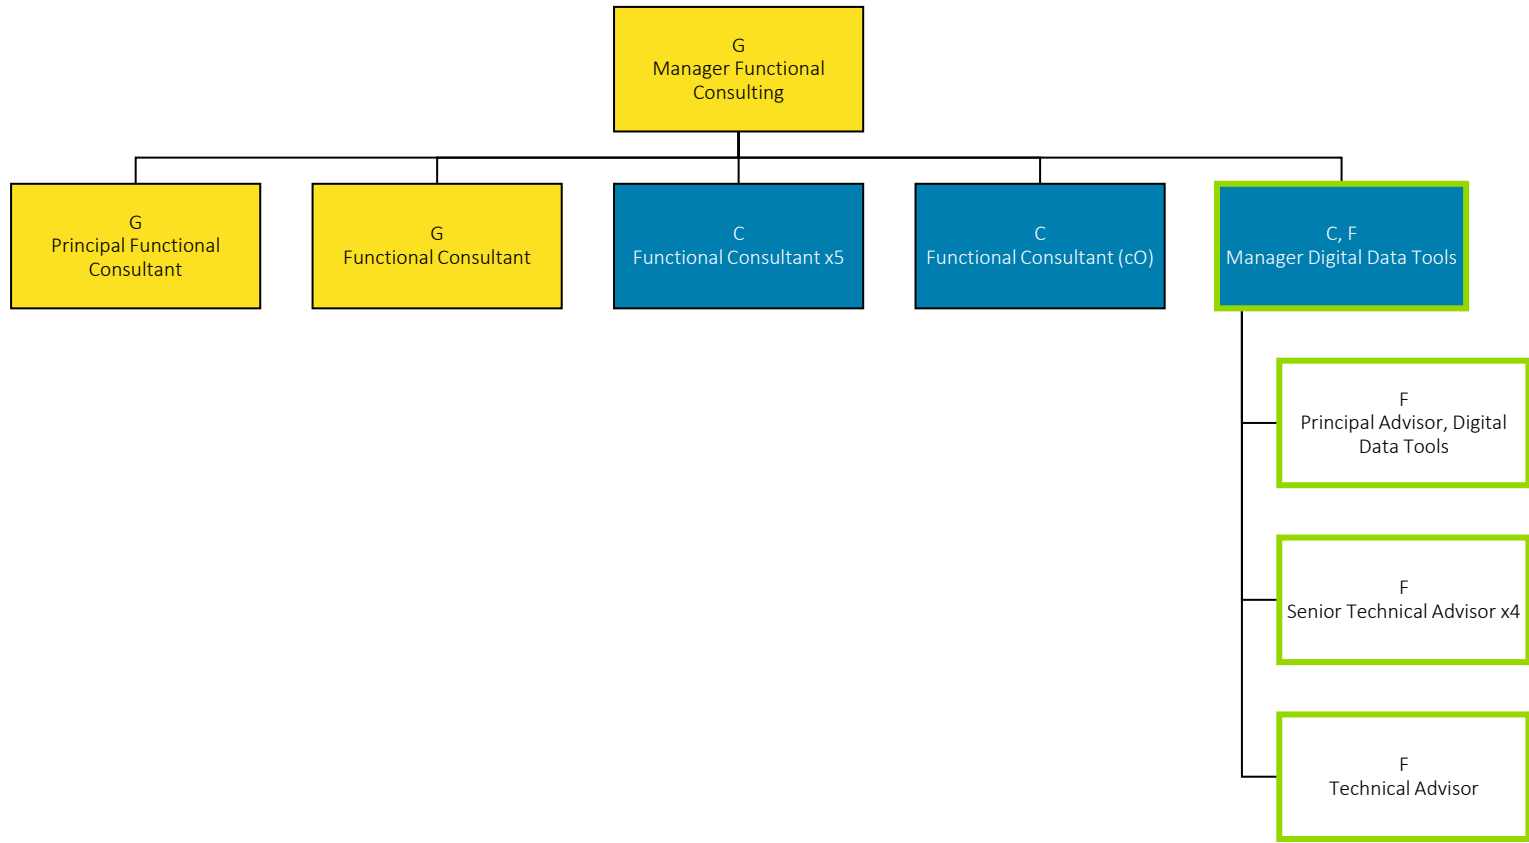 G
Manager Functional
Consulting
G
Principal Functional
Consultant
G
Functional Consultant
C
Functional Consultant x5
C
Functional Consultant (cO)
C, F
Manager Digital Data Tools
F
Principal Advisor, Digital
Data Tools
F
Senior Technical Advisor x4
F
Technical Advisor